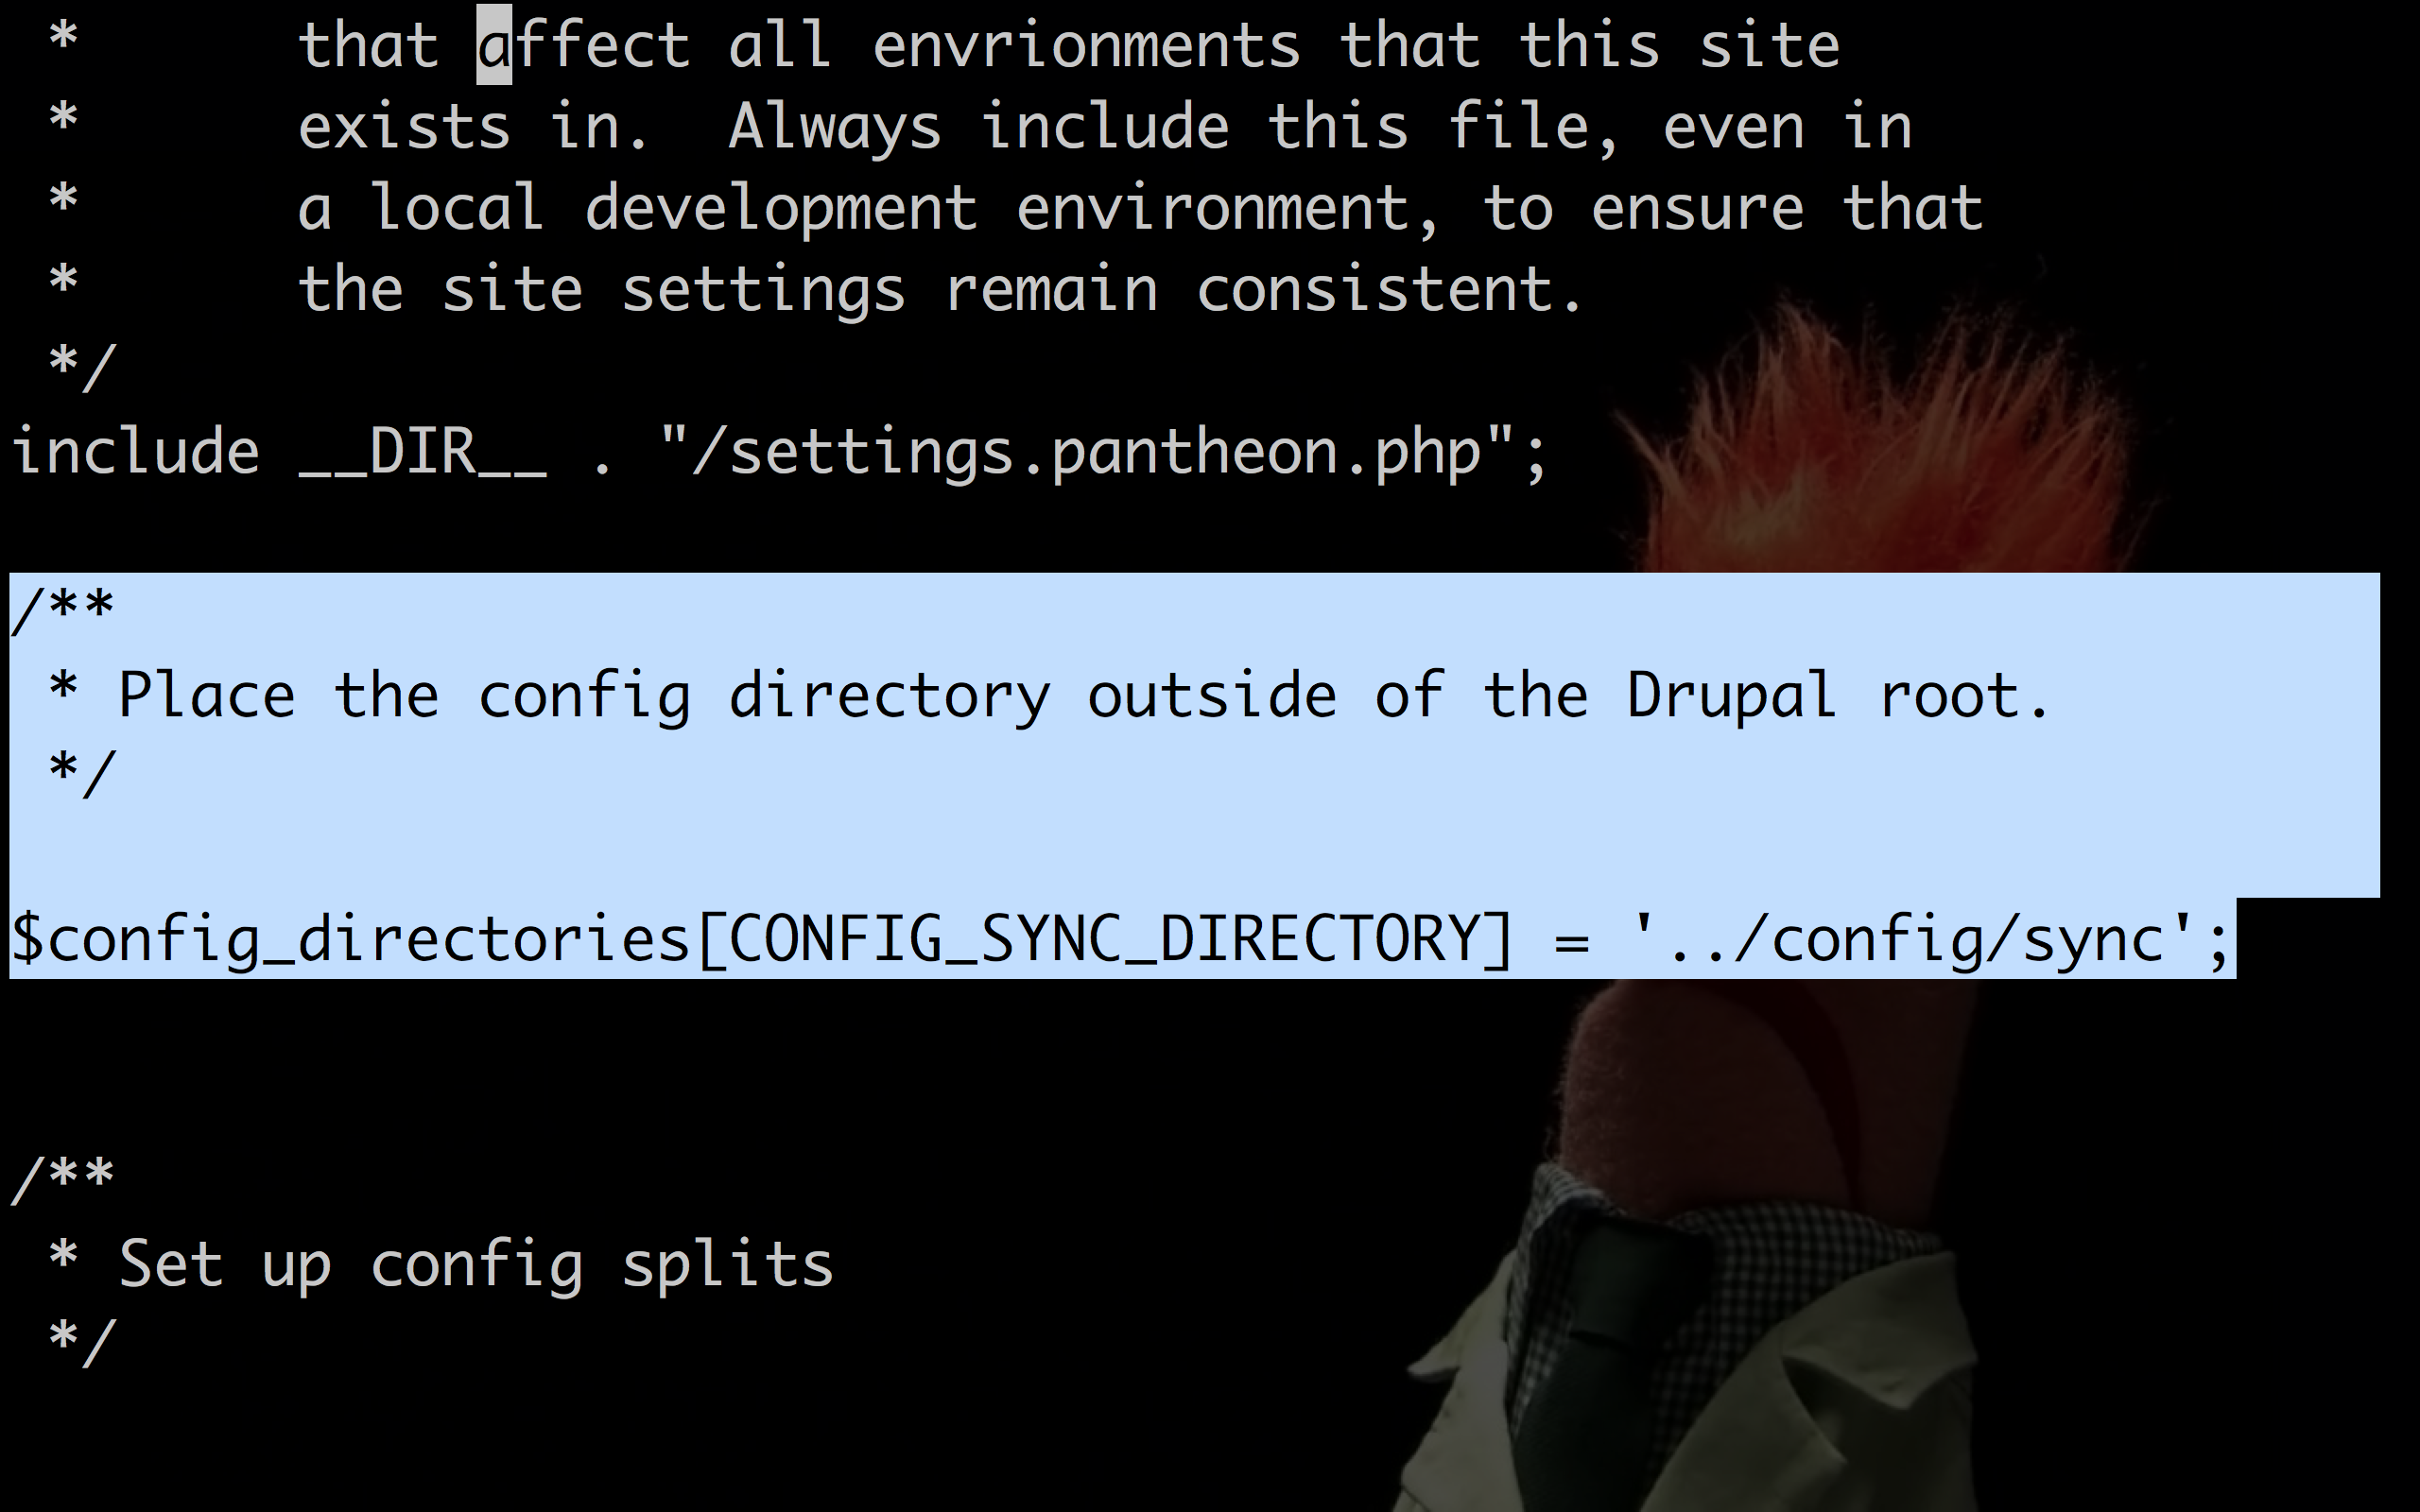 *      that affect all envrionments that this site
 *      exists in.  Always include this file, even in
 *      a local development environment, to ensure that
 *      the site settings remain consistent.
 */
include __DIR__ . "/settings.pantheon.php";

/**
 * Place the config directory outside of the Drupal root.
 */

$config_directories[CONFIG_SYNC_DIRECTORY] = '../config/sync';


/**
 * Set up config splits
 */